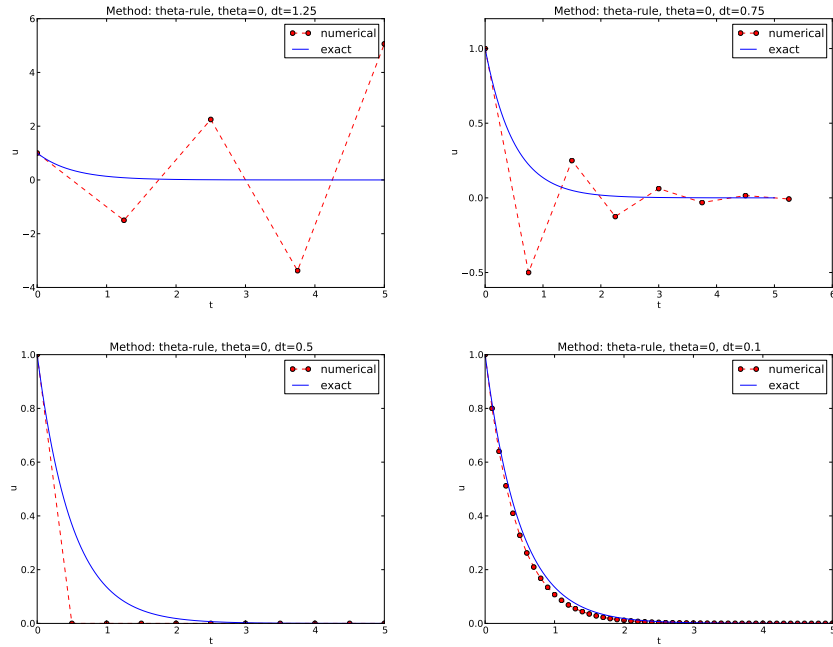 Method: theta-rule, theta=0, dt=1.25
numerical
exact
6
4
2
0
−2
−4
u
0 1 2 3 4 5
t
Method: theta-rule, theta=0, dt=0.75
numerical
exact
1.0
0.5
0.0
−0.5
u
0 1 2 3 4 5 6
t
Method: theta-rule, theta=0, dt=0.5
numerical
exact
1.0
0.8
0.6
0.4
0.2
0.0
u
0 1 2 3 4 5
t
Method: theta-rule, theta=0, dt=0.1
numerical
exact
1.0
0.8
0.6
0.4
0.2
0.0
u
0 1 2 3 4 5
t